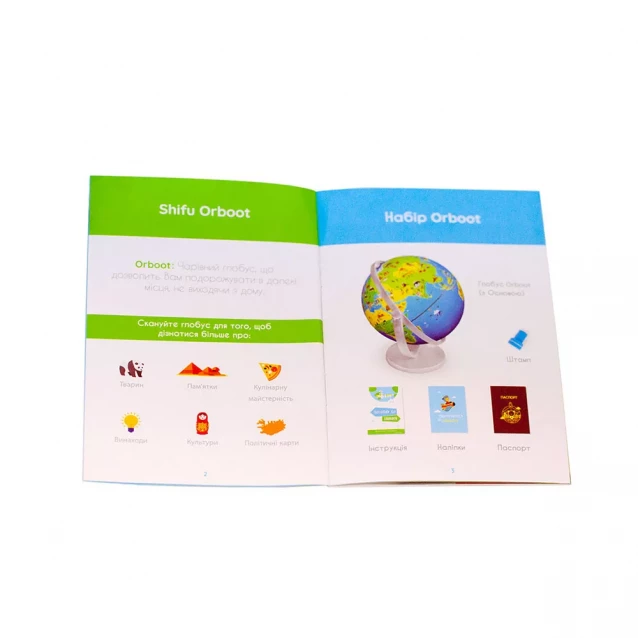 Shifu Orboot
Orboot: Чарівний глобус, що
дозволить Вам подорожувати в далекі
місця, не виходячи з дому.
Скануйте глобус для того, щоб
дізнатися більше про:
Тварин
Пам'ятки
Кулінарну
майстерність
Винаходи
Культури
Політичні карти
2
Набір Orboot
Глобус Orboot
(з Основою)
Штамп
ПАСПОРТ
Інструкція
Наліпки
Паспорт
3